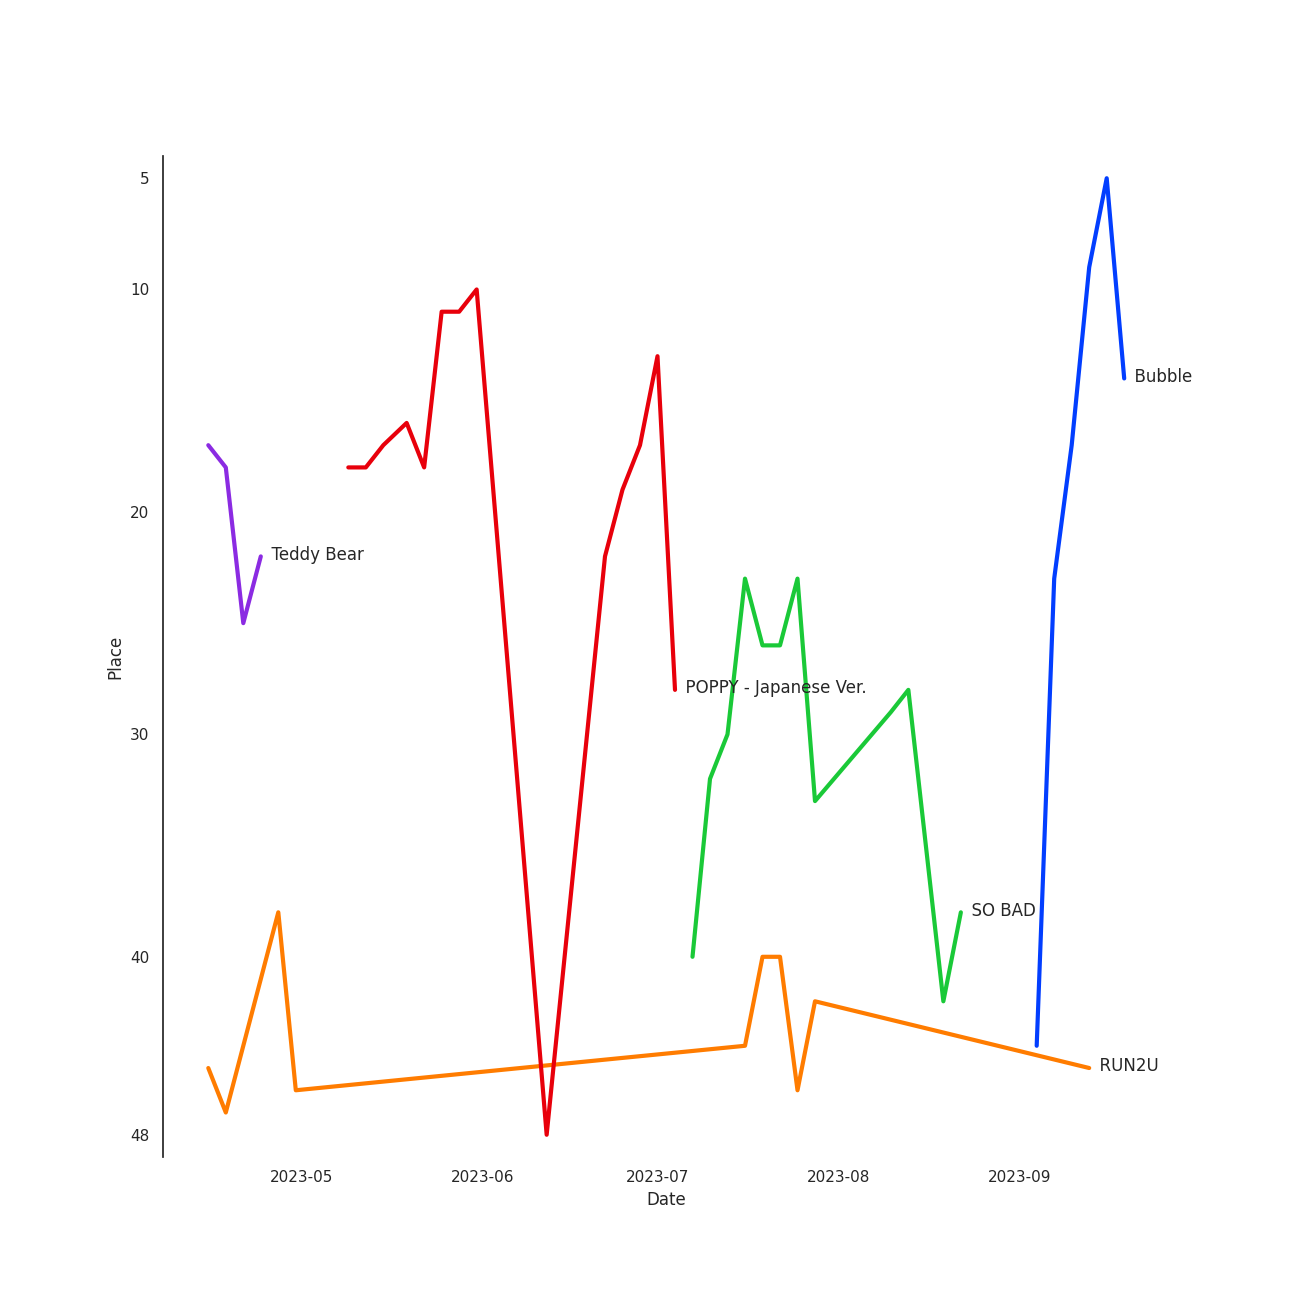 5
10
Bubble
20
Teddy Bear
Place
POPPY - Japanese Ver.
30
SO BAD
40
RUN2U
48
2023-05 2023-06 2023-07 2023-08 2023-09
Date